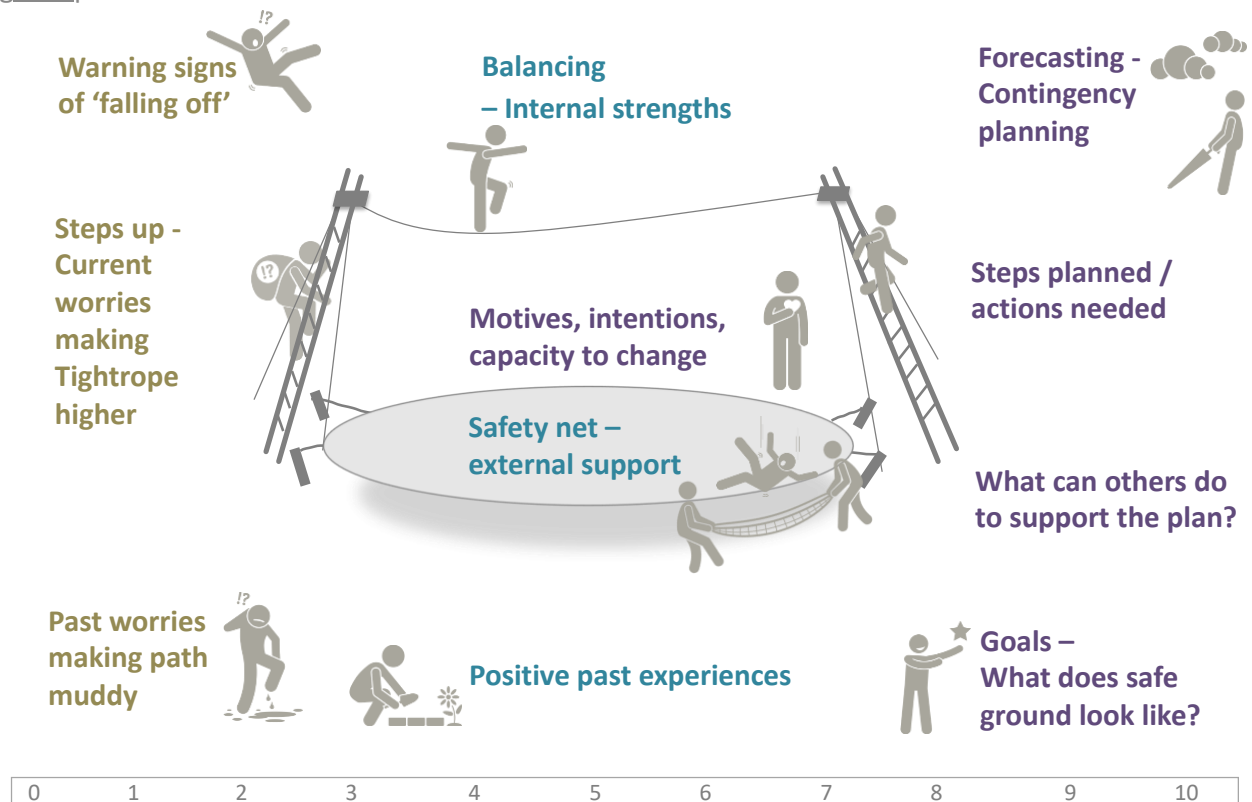 Warning signs
of ‘falling off’
!?
Balancing
– Internal strengths
Forecasting -
Contingency
planning
Steps up -
Current
worries
making
Tightrope
higher
!?
Motives, intentions,
capacity to change
Steps planned /
actions needed
Safety net –
external support
What can others do
to support the plan?
Past worries
making path
muddy
!?
Positive past experiences
Goals –
What does safe
ground look like?
0 1 2 3 4 5 6 7 8 9 10